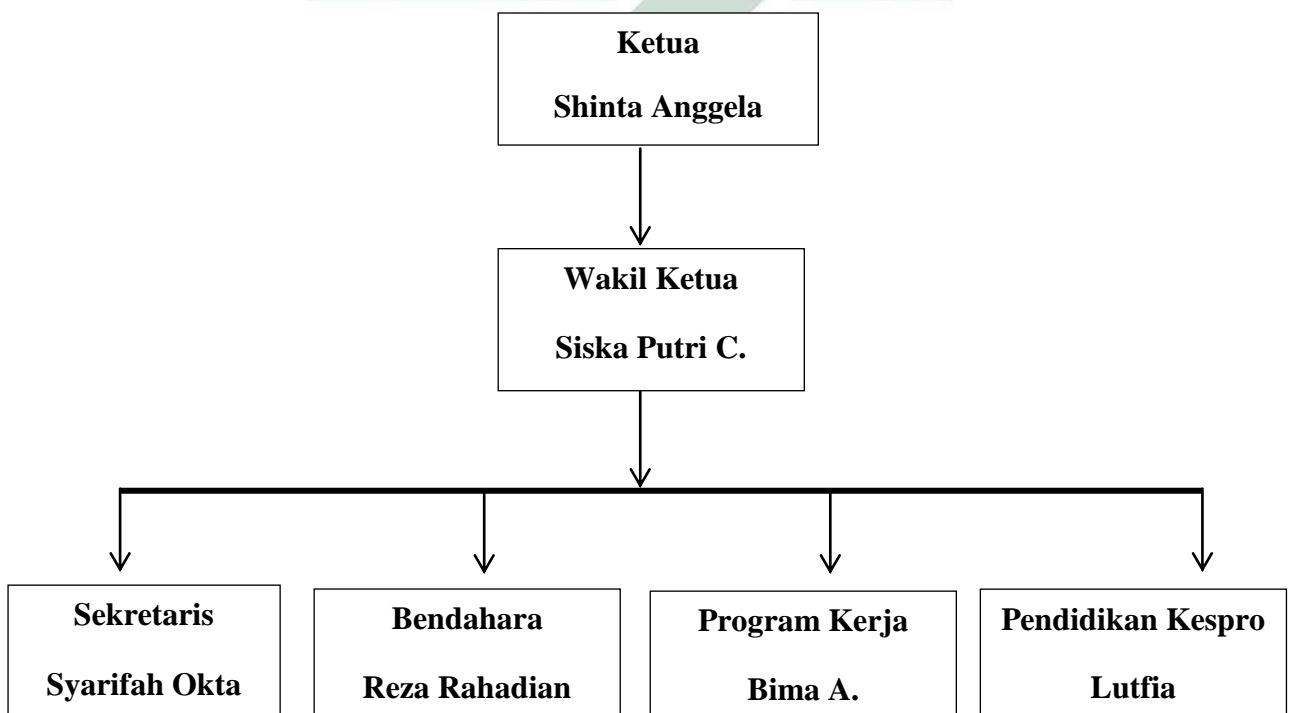 Ketua
Shinta Anggela
Wakil Ketua
Siska Putri C.
Sekretaris
Syarifah Okta
Bendahara
Reza Rahadian
Program Kerja
Bima A.
Pendidikan Kespro
Lutfia